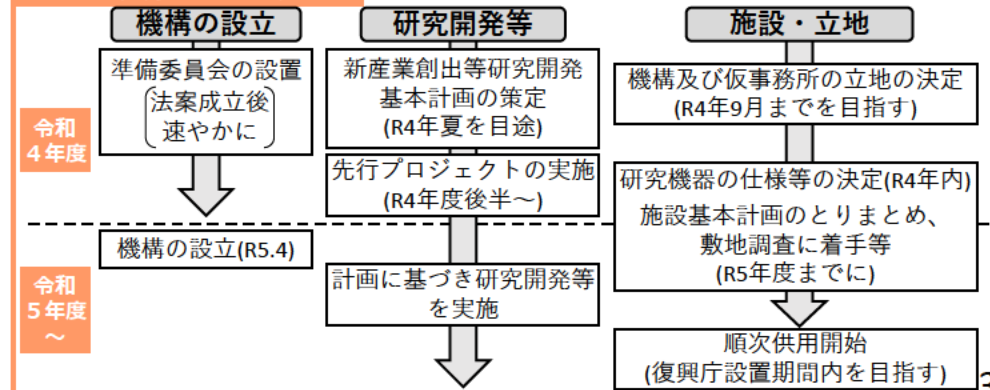 機構の設立
研究開発等
施設・立地
令和
4年度
準備委員会の設置
法案成立後
速やかに
新産業創出等研究開発
基本計画の策定
(R4年夏を目途)
先行プロジェクトの実施
(R4年度後半～)
機構及び仮事務所の立地の決定
(R4年9月までを目指す)
研究機器の仕様等の決定(R4年内)
施設基本計画のとりまとめ、
敷地調査に着手等
(R5年度までに)
令和
5年度
～
機構の設立(R5.4)
計画に基づき研究開発等
を実施
順次供用開始
(復興庁設置期間内を目指す)